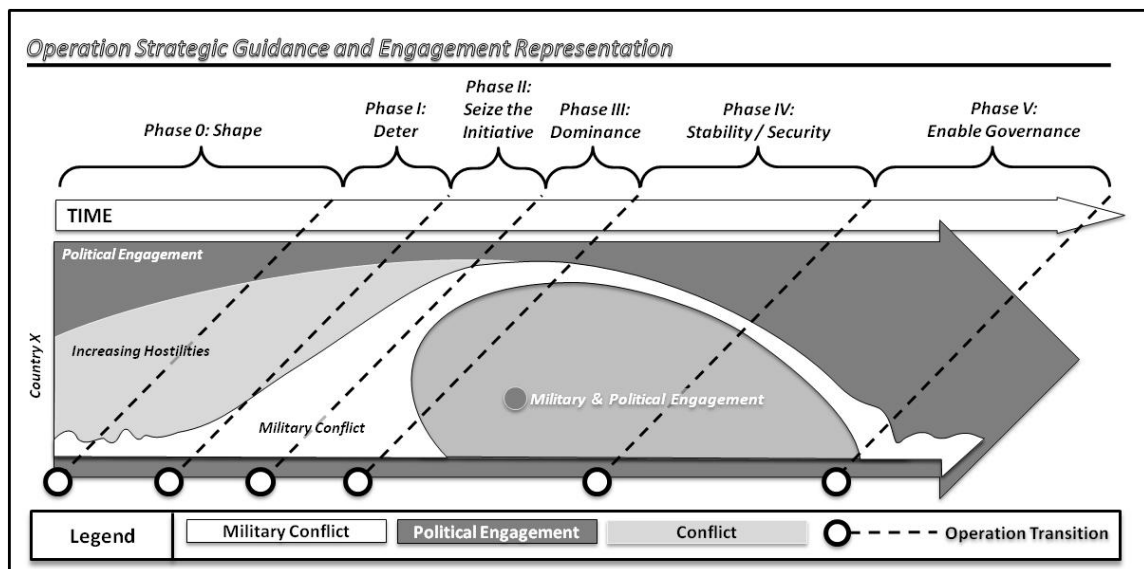 Operation Strategic Guidance and Engagement Representation
Phase 0: Shape
Phase I:
Deter
Phase II:
Seize the
Initiative
Phase III:
Dominance
Phase IV:
Stability / Security
Phase V:
Enable Governance
TIME
Political Engagement
Country X
Increasing Hostilities
Military Conflict
Military & Political Engagement
Legend
Military Conflict
Political Engagement
Conflict
Operation Transition